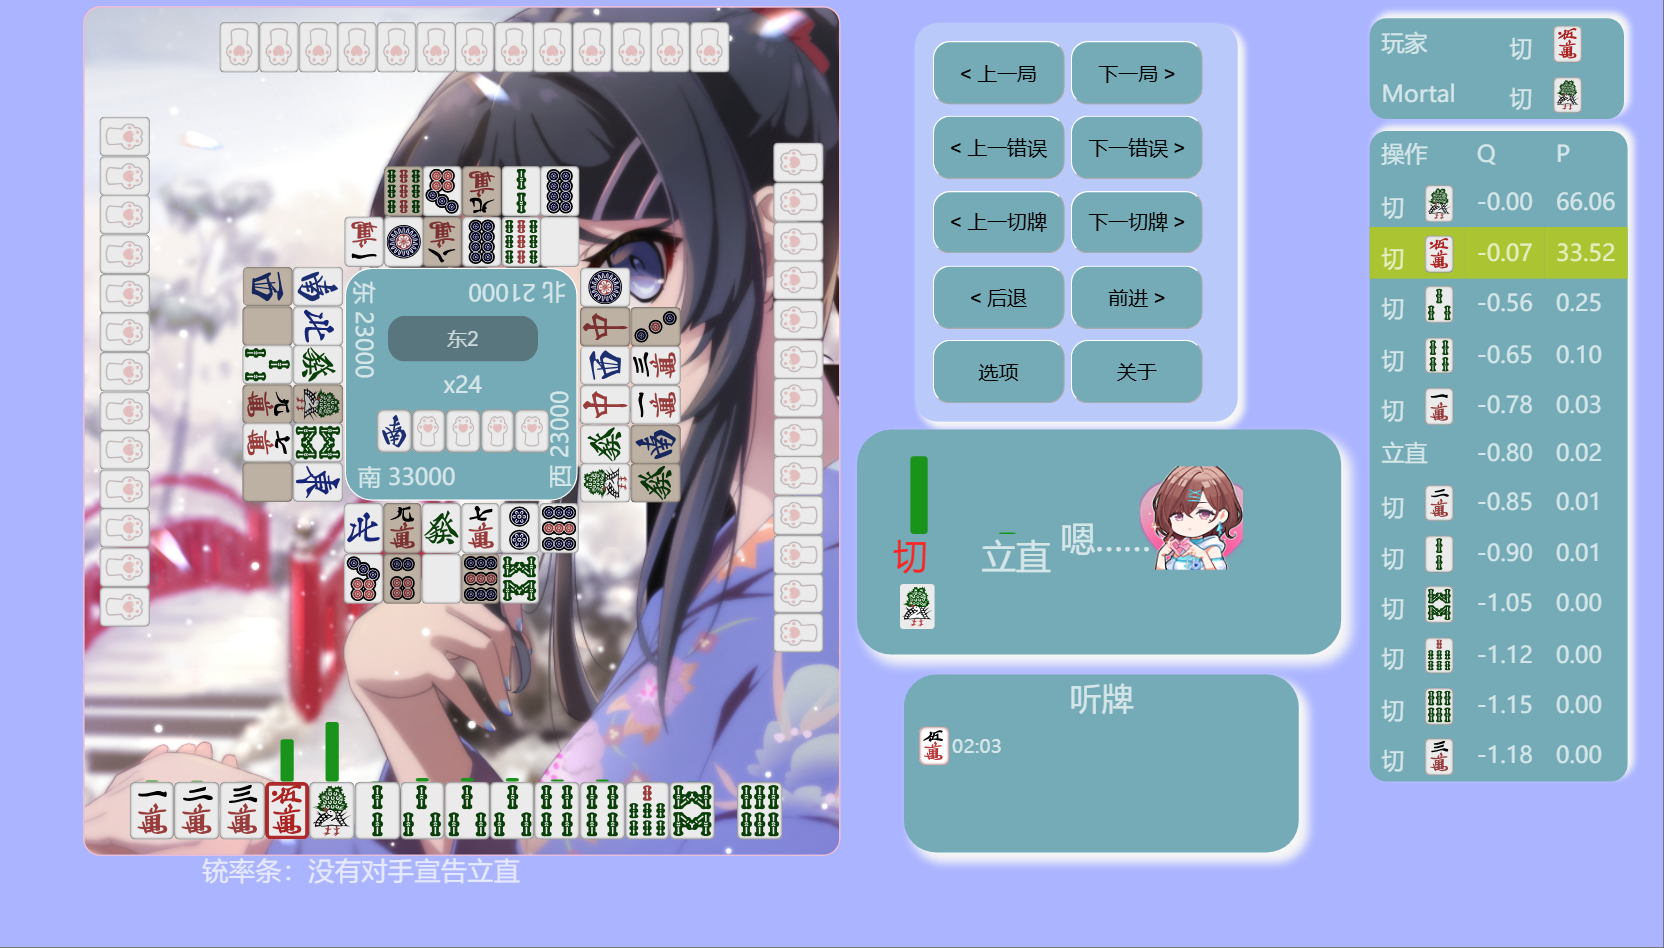 北 21000
东 23000
东2
x24
西 23000
南 33000
铳率条：没有对手宣告立直
< 上一局
下一局 >
< 上一错误
下一错误 >
< 上一切牌
下一切牌 >
< 后退
前进 >
选项
关于
切
立直
嗯……
听牌
02:03
玩家 切
Mortal 切
操作 Q P
切 -0.00 66.06
切 -0.07 33.52
切 -0.56 0.25
切 -0.65 0.10
切 -0.78 0.03
立直 -0.80 0.02
切 -0.85 0.01
切 -0.90 0.01
切 -1.05 0.00
切 -1.12 0.00
切 -1.15 0.00
切 -1.18 0.00